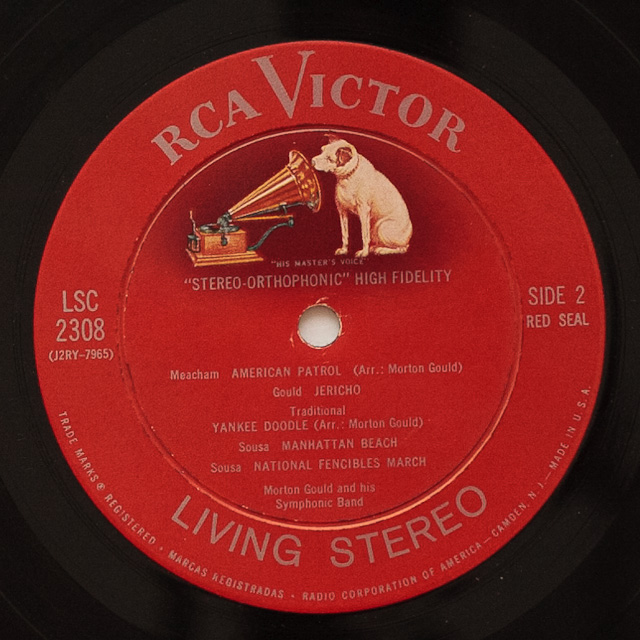 RCA VICTOR
"HIS MASTER'S VOICE"
"STEREO-ORTHOPHONIC" HIGH FIDELITY
LSC
2308
(J2RY-7965)
SIDE 2
RED SEAL
Meacham AMERICAN PATROL (Arr.: Morton Gould)
Gould JERICHO
Traditional
YANKEE DOODLE (Arr.: Morton Gould)
Sousa MANHATTAN BEACH
Sousa NATIONAL FENCIBLES MARCH
Morton Gould and his
Symphonic Band
LIVING STEREO
TRADE MARKS ® REGISTERED • MARCAS REGISTRADAS • RADIO CORPORATION OF AMERICA — CAMDEN, N. J. — MADE IN U.S.A.